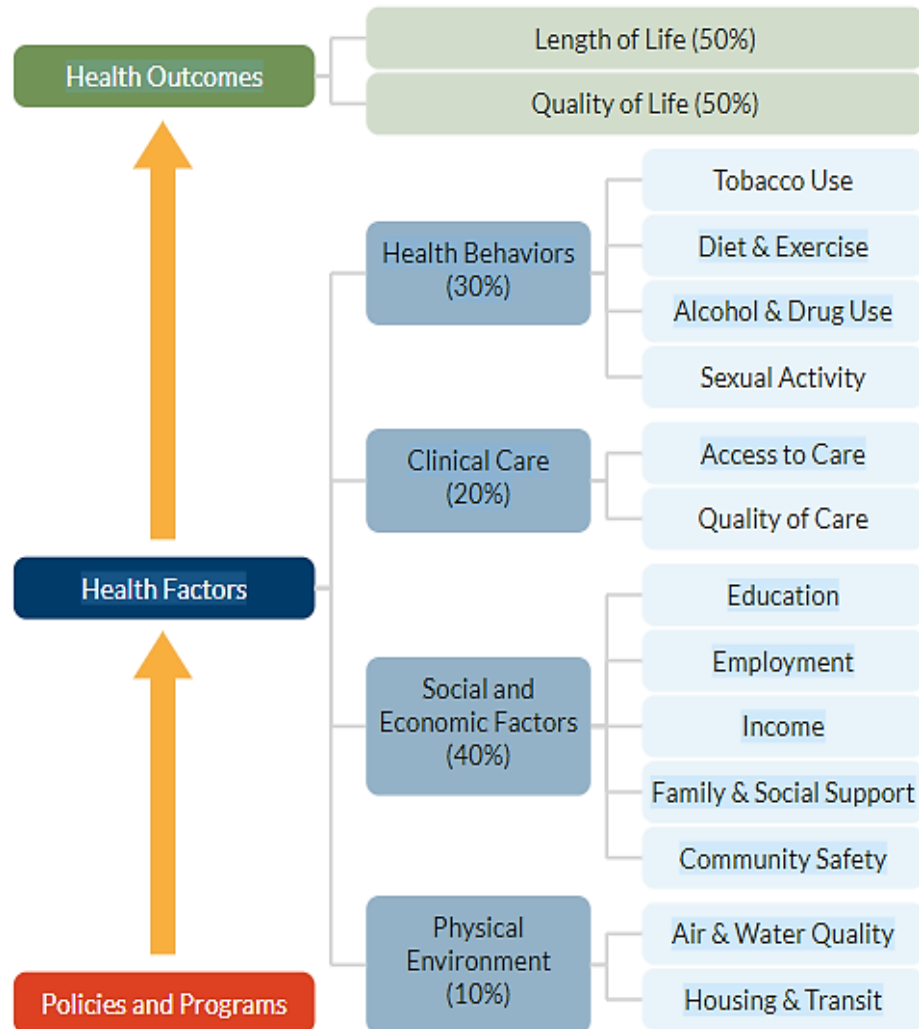 Health Outcomes
Length of Life (50%)
Quality of Life (50%)
Health Factors
Health Behaviors
(30%)
Tobacco Use
Diet & Exercise
Alcohol & Drug Use
Sexual Activity
Clinical Care
(20%)
Access to Care
Quality of Care
Social and
Economic Factors
(40%)
Education
Employment
Income
Family & Social Support
Community Safety
Physical
Environment
(10%)
Air & Water Quality
Housing & Transit
Policies and Programs